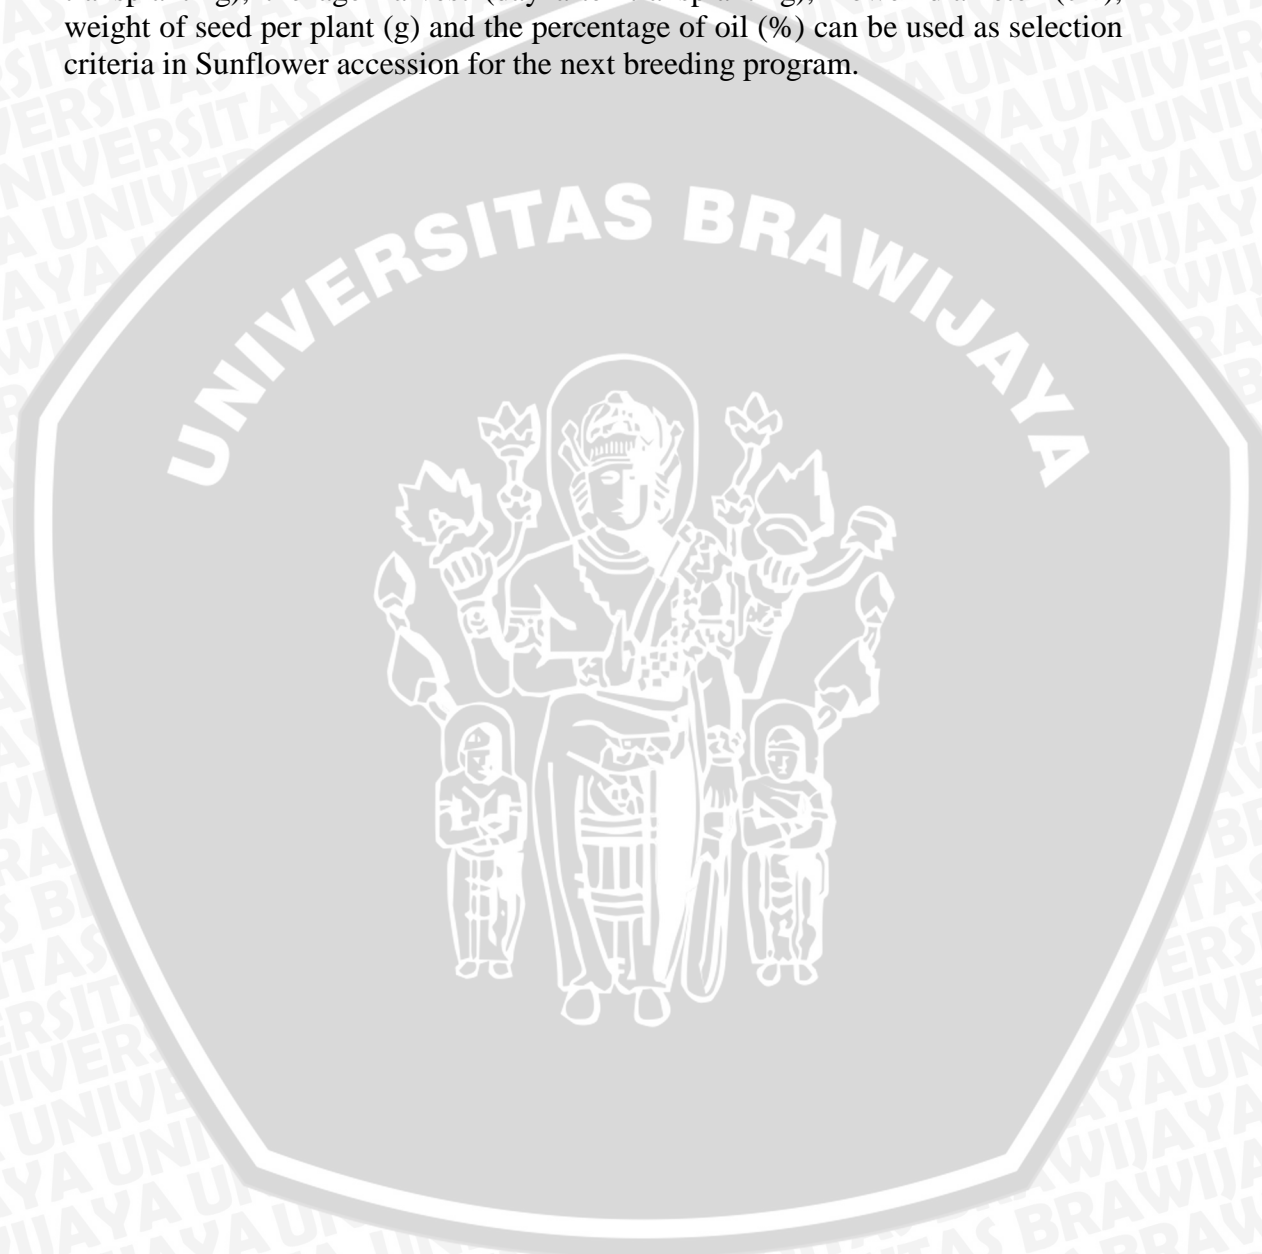 weight of seed per plant (g) and the percentage of oil (%) can be used as selection
criteria in Sunflower accession for the next breeding program.
UNIVERSITAS BRAWIJAYA